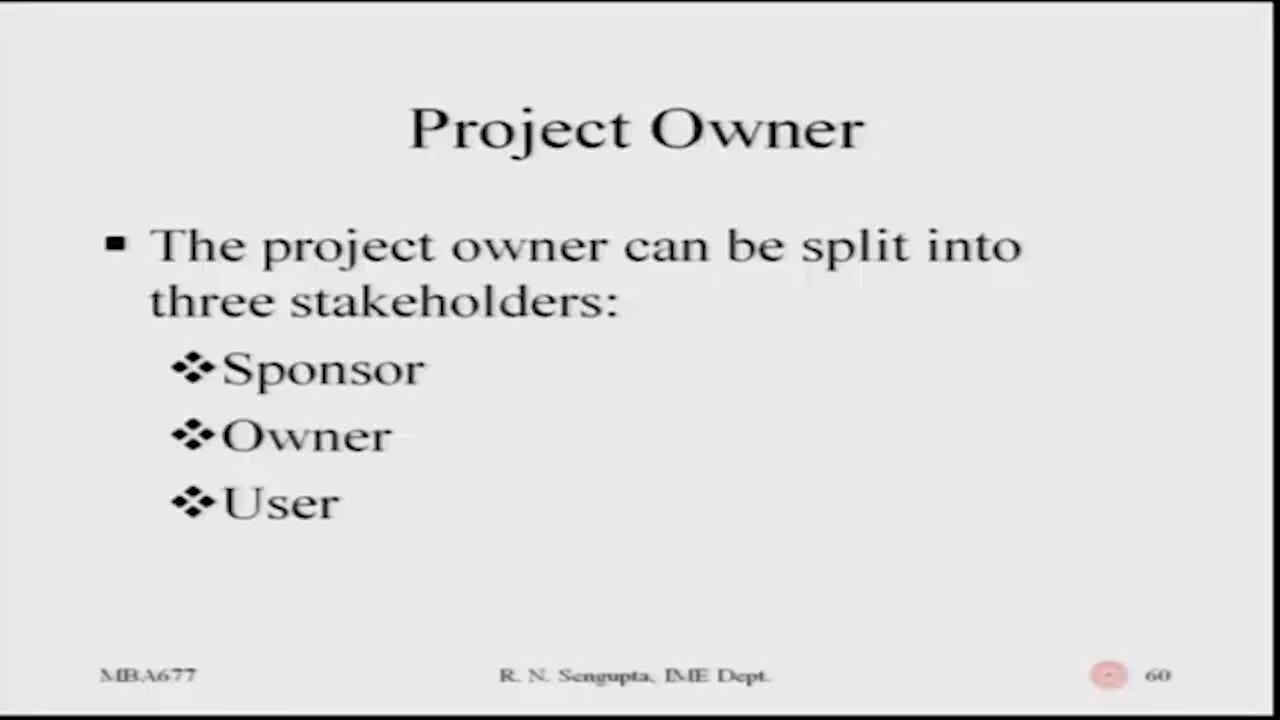 Project Owner
The project owner can be split into
three stakeholders:
Sponsor
Owner
User
MBA677 R. N. Sengupta, IME Dept. 60